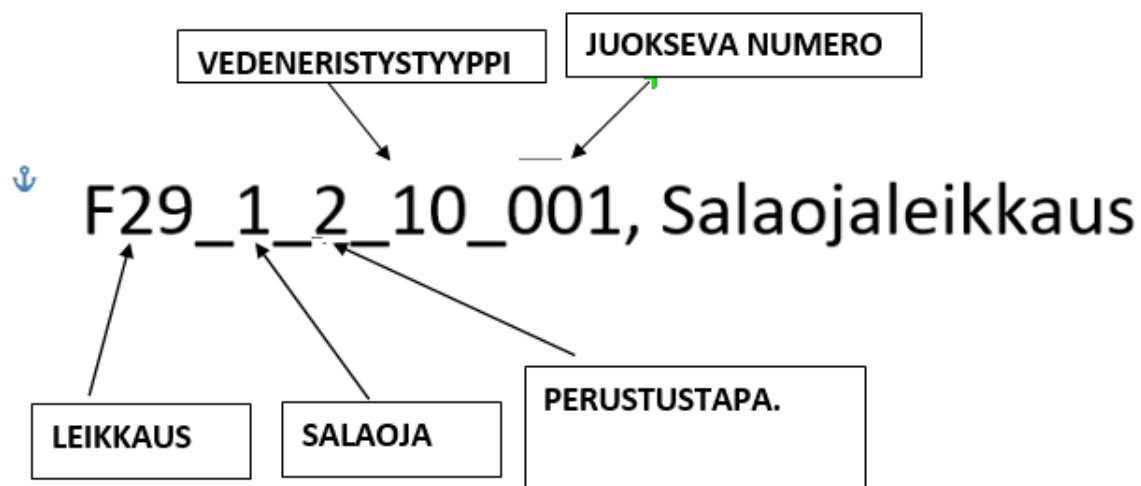 VEDENERISTYSTYYPPI
JUOKSEVA NUMERO
F29_1_2_10_001, Salaojaleikkaus
LEIKKAUS
SALAOJA
PERUSTUSTAPA.